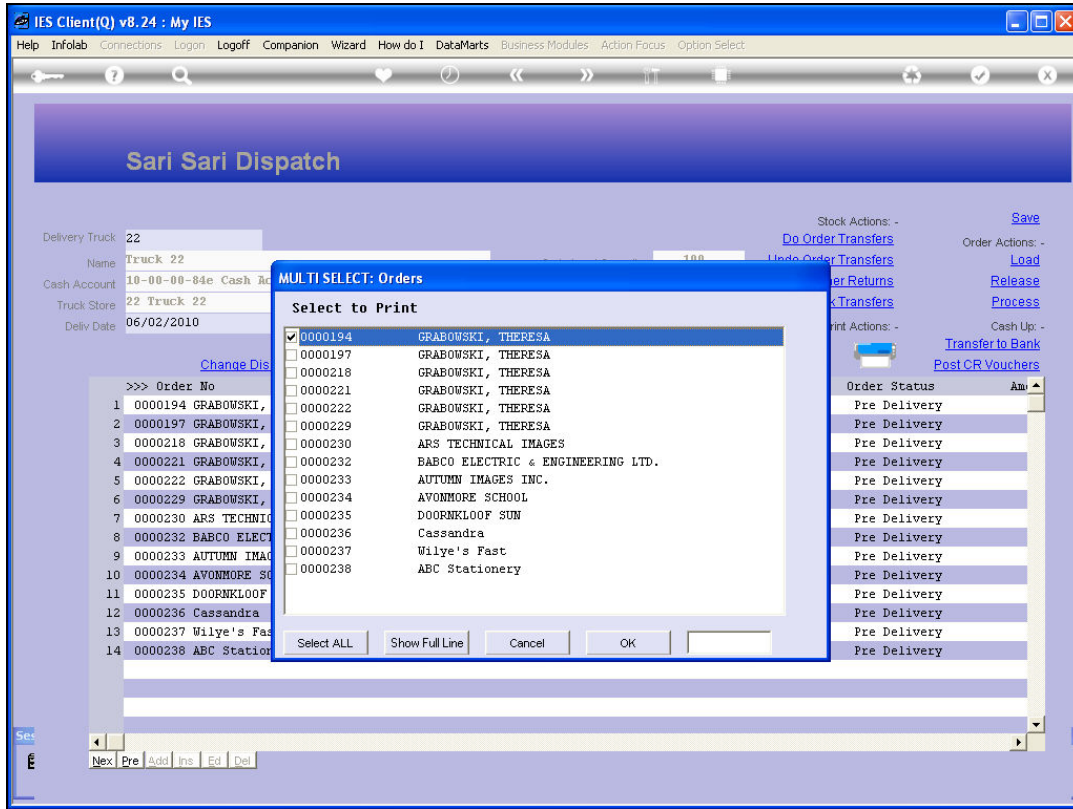 IES Client(Q) v8.24 : My IES
Help Infolab Connections Logon Logoff Companion Wizard How do I DataMarts Business Modules Action Focus Option Select
Sari Sari Dispatch
Stock Actions: - Save
Delivery Truck 22 Do Order Transfers Order Actions: -
Name Truck 22 100 Undo Order Transfers Load
Cash Account 10-00-00-84e Cash er Returns Release
Truck Store 22 Truck 22 Transfers Process
Deliv Date 06/02/2010 rint Actions: - Cash Up: -
Transfer to Bank
Change Dis Post CR Vouchers
>>> Order No Order Status Am
1 0000194 GRABOWSKI, Pre Delivery
2 0000197 GRABOWSKI, Pre Delivery
3 0000218 GRABOWSKI, Pre Delivery
4 0000221 GRABOWSKI, Pre Delivery
5 0000222 GRABOWSKI, Pre Delivery
6 0000229 GRABOWSKI, Pre Delivery
7 0000230 ARS TECHNIC Pre Delivery
8 0000232 BABCO ELECT Pre Delivery
9 0000233 AUTUMN IMAG Pre Delivery
10 0000234 AVONMORE SC Pre Delivery
11 0000235 DOORNKLOOF Pre Delivery
12 0000236 Cassandra Pre Delivery
13 0000237 Wilye's Fas Pre Delivery
14 0000238 ABC Station Pre Delivery
MULTI SELECT: Orders
Select to Print
0000194 GRABOWSKI, THERESA
0000197 GRABOWSKI, THERESA
0000218 GRABOWSKI, THERESA
0000221 GRABOWSKI, THERESA
0000222 GRABOWSKI, THERESA
0000229 GRABOWSKI, THERESA
0000230 ARS TECHNICAL IMAGES
0000232 BABCO ELECTRIC & ENGINEERING LTD.
0000233 AUTUMN IMAGES INC.
0000234 AVONMORE SCHOOL
0000235 DOORNKLOOF SUN
0000236 Cassandra
0000237 Wilye's Fast
0000238 ABC Stationery
Select ALL Show Full Line Cancel OK
Ses
Nex Pre Add Ins Ed Del